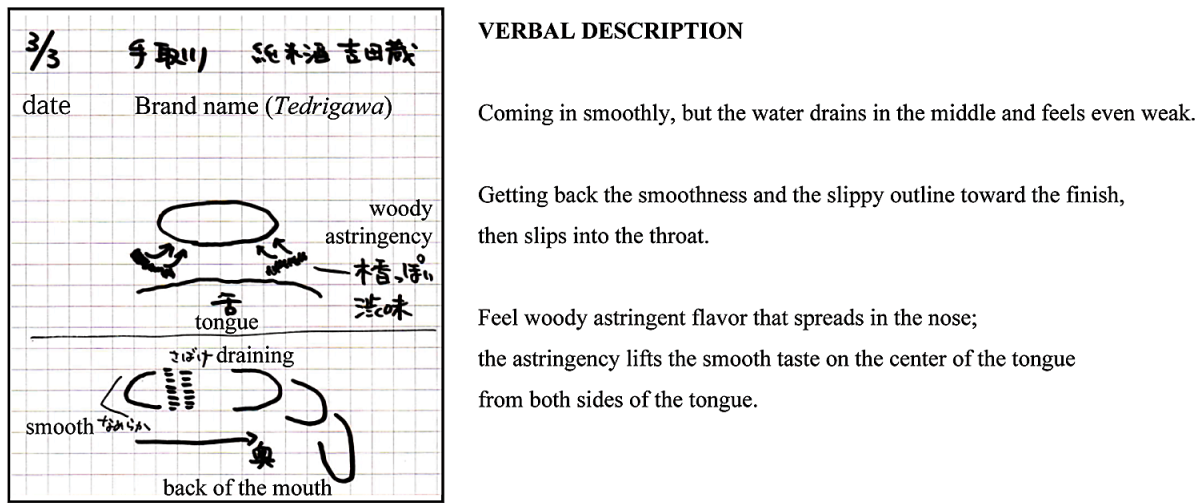 3/3 手取川 純米酒 吉田蔵
date Brand name (Tedrigawa)
woody
astringency
木香っぽい
渋味
舌
tongue
さばけ draining
smooth なめらか
奥
back of the mouth
VERBAL DESCRIPTION
Coming in smoothly, but the water drains in the middle and feels even weak.
Getting back the smoothness and the slippy outline toward the finish,
then slips into the throat.
Feel woody astringent flavor that spreads in the nose;
the astringency lifts the smooth taste on the center of the tongue
from both sides of the tongue.